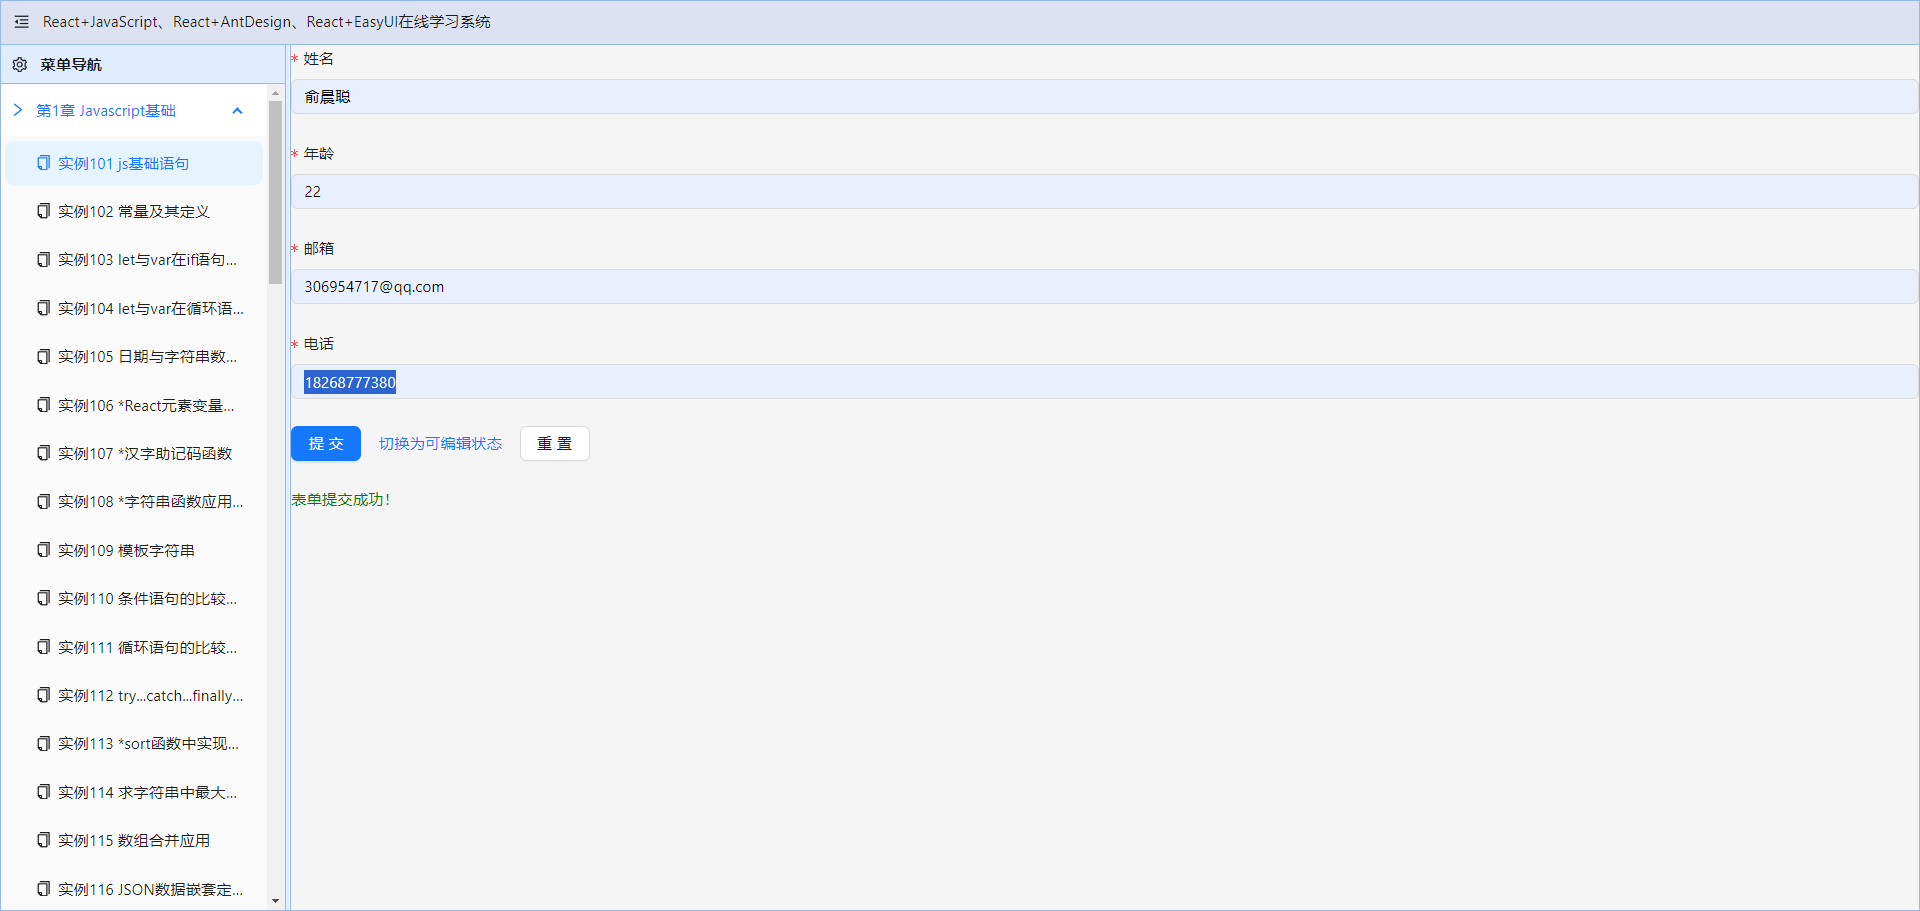 React+JavaScript、React+AntDesign、React+EasyUI在线学习系统
菜单导航
第1章 Javascript基础
实例101 js基础语句
实例102 常量及其定义
实例103 let与var在if语句...
实例104 let与var在循环语...
实例105 日期与字符串数...
实例106 *React元素变量...
实例107 *汉字助记码函数
实例108 *字符串函数应用...
实例109 模板字符串
实例110 条件语句的比较...
实例111 循环语句的比较...
实例112 try...catch...finally...
实例113 *sort函数中实现...
实例114 求字符串中最大...
实例115 数组合并应用
实例116 JSON数据嵌套定...
* 姓名
俞晨聪
* 年龄
22
* 邮箱
306954717@qq.com
* 电话
18268777380
提 交 切换为可编辑状态 重 置
表单提交成功!